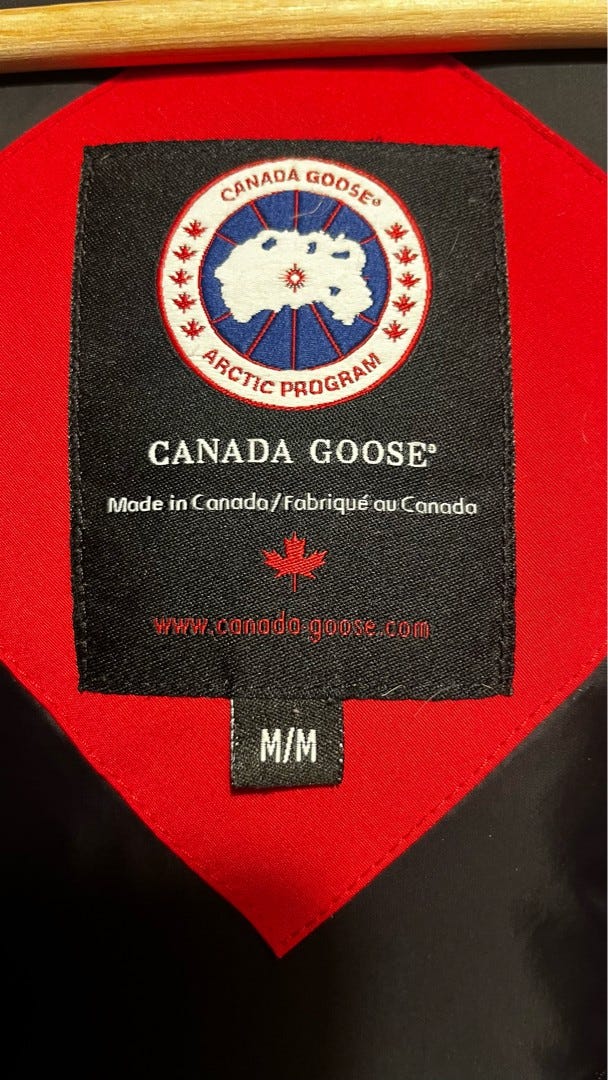 CANADA GOOSE®
ARCTIC PROGRAM
CANADA GOOSE®
Made in Canada/Fabriqué au Canada
www.canada-goose.com
M/M